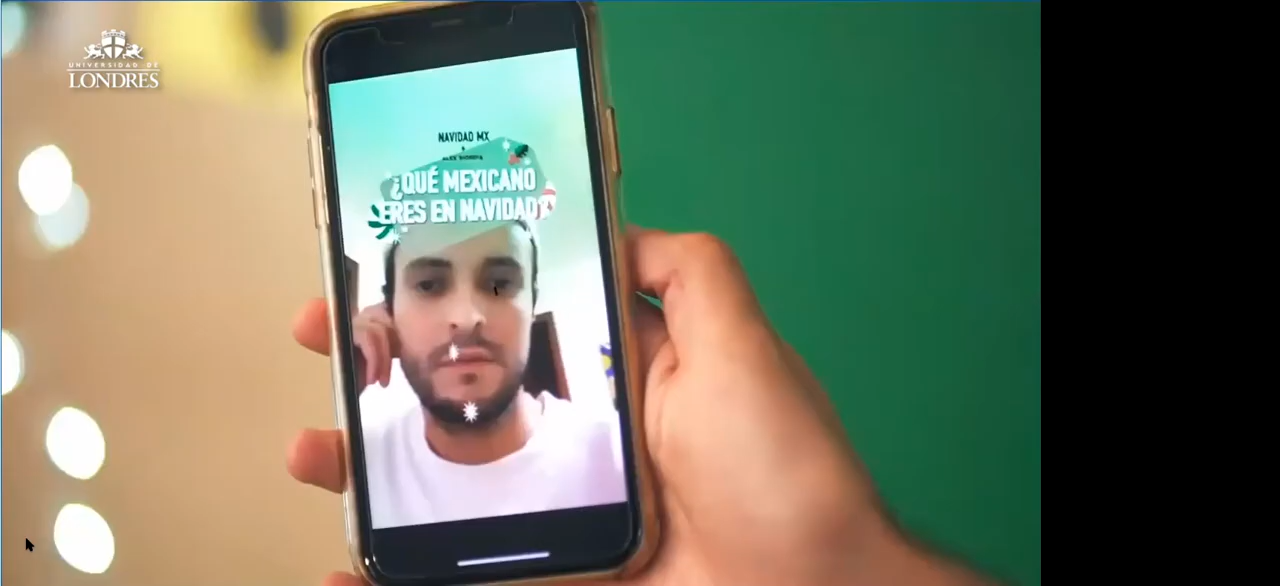 UNIVERSIDAD DE
LONDRES
NAVIDAD MX
¿QUÉ MEXICANO
ERES EN NAVIDAD?